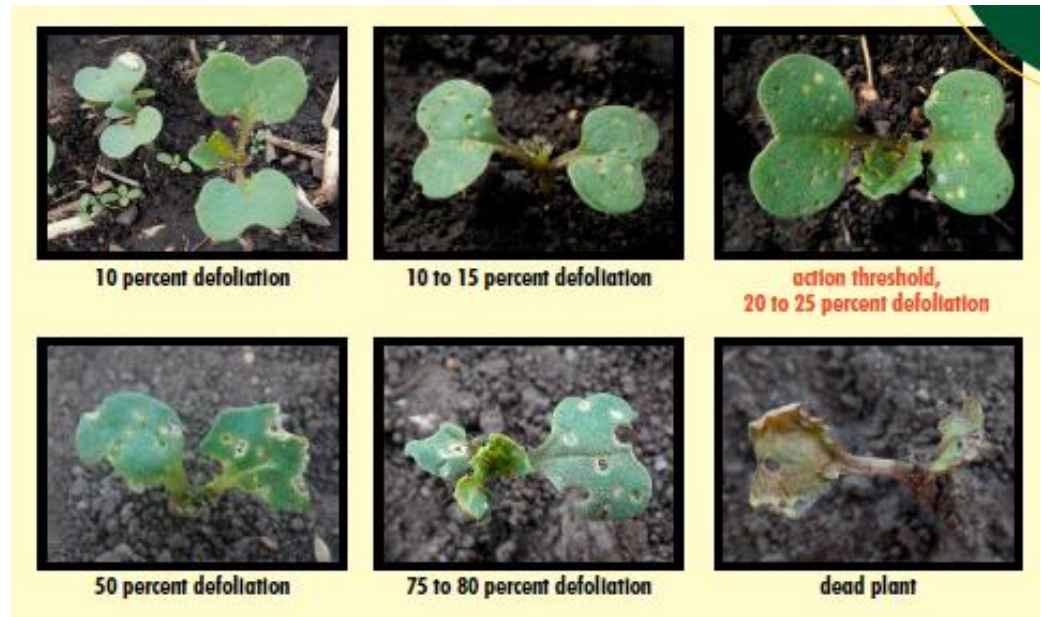 10 percent defoliation
10 to 15 percent defoliation
action threshold,
20 to 25 percent defoliation
50 percent defoliation
75 to 80 percent defoliation
dead plant